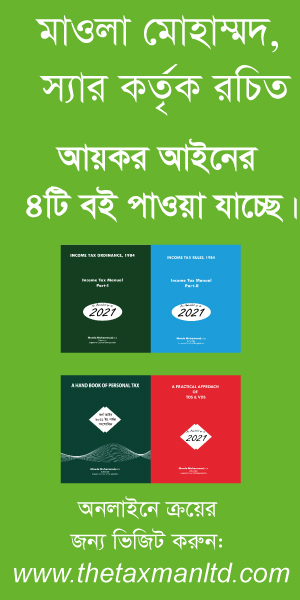 মাওলা মোহাম্মদ,
স্যার কর্তৃক রচিত
আয়কর আইনের
৪টি বই পাওয়া যাচ্ছে।
INCOME TAX ORDINANCE, 1984
Income Tax Manual
Part-I
2021
INCOME TAX RULES, 1984
Income Tax Manual
Part-II
2021
A HAND BOOK OF PERSONAL TAX
A PRACTICAL APPROACH
OF TDS & VDS
2021
অনলাইনে ক্রয়ের
জন্য ভিজিট করুন:
www.thetaxmanltd.com